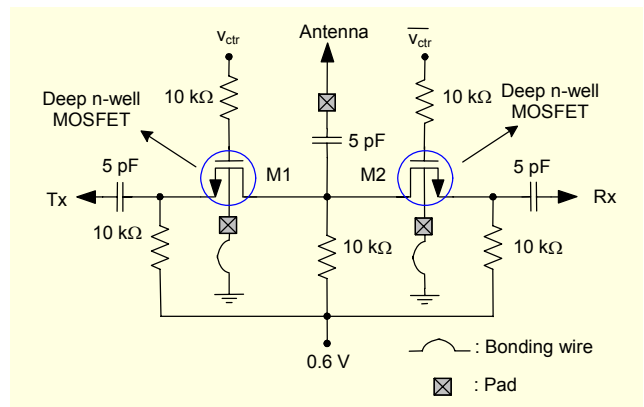 v_ctr
Antenna
\overline{v_ctr}
10 kΩ
10 kΩ
Deep n-well
MOSFET
Deep n-well
MOSFET
5 pF
5 pF
M1
M2
5 pF
Tx
Rx
10 kΩ
10 kΩ
10 kΩ
0.6 V
: Bonding wire
: Pad